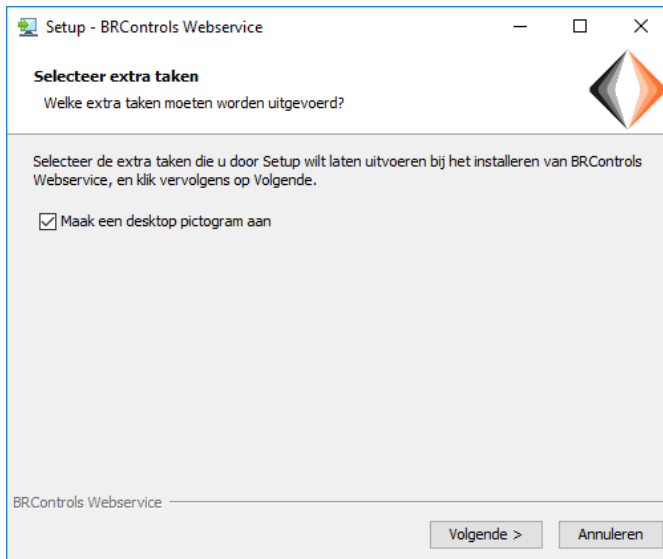 Setup - BRControls Webservice
Selecteer extra taken
Welke extra taken moeten worden uitgevoerd?
Selecteer de extra taken die u door Setup wilt laten uitvoeren bij het installeren van BRControls
Webservice, en klik vervolgens op Volgende.
Maak een desktop pictogram aan
BRControls Webservice
Volgende >
Annuleren